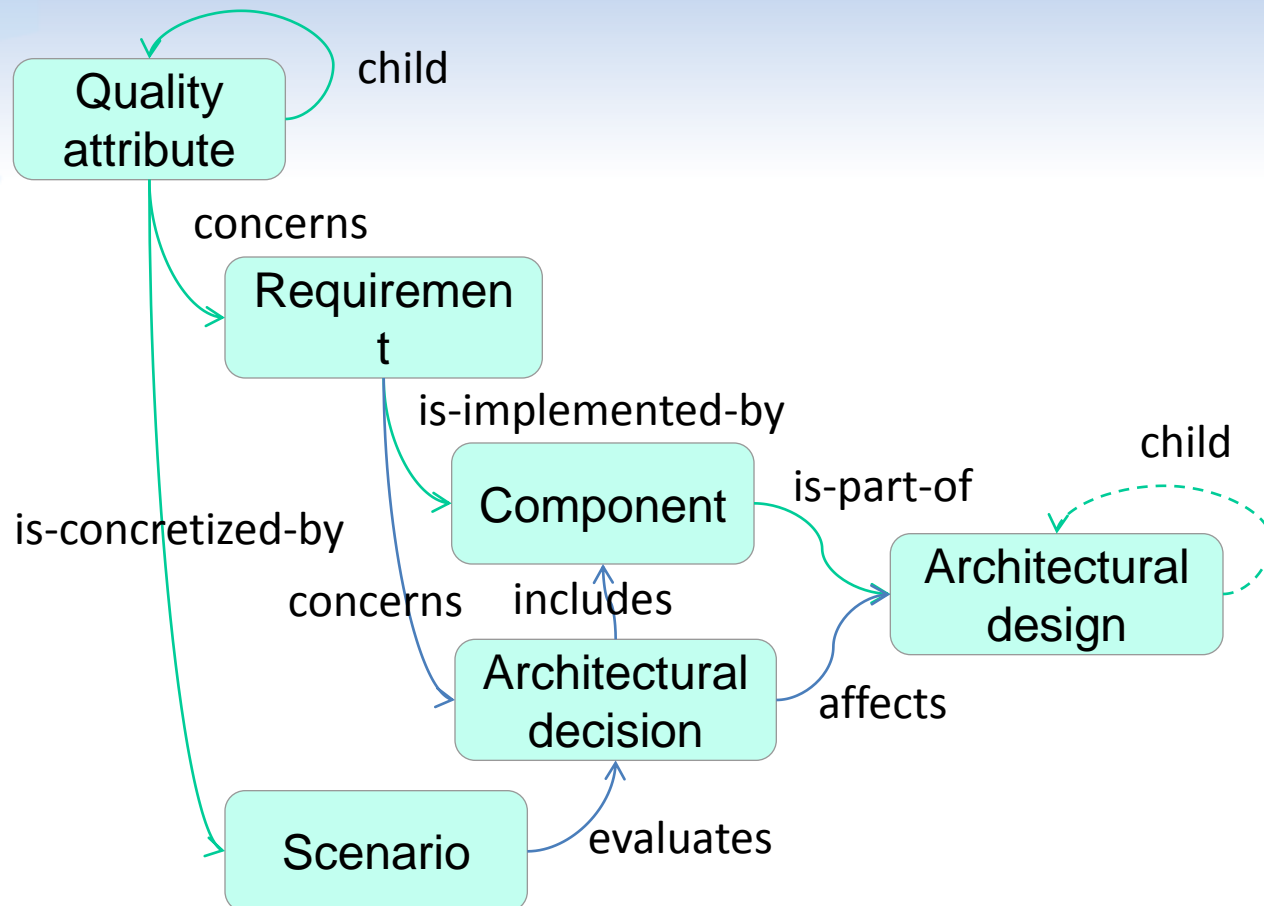 child
Quality
attribute
concerns
Requiremen
t
is-implemented-by
child
Component
is-part-of
is-concretized-by
Architectural
design
concerns
includes
Architectural
decision
affects
evaluates
Scenario